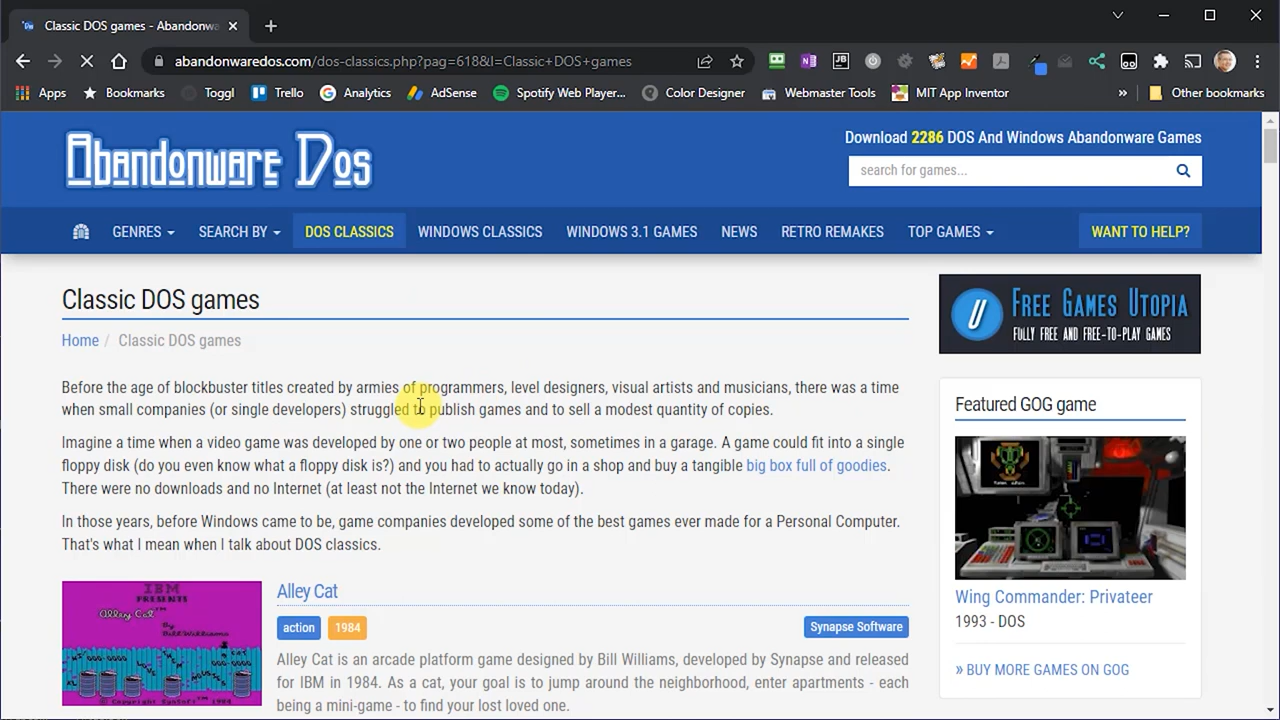 Classic DOS games - Abandonwa
abandonwaredos.com/dos-classics.php?pag=618&l=Classic+DOS+games
Apps
Bookmarks
Toggl
Trello
Analytics
AdSense
Spotify Web Player...
Color Designer
Webmaster Tools
MIT App Inventor
»
Other bookmarks
Abandonware Dos
Download 2286 DOS And Windows Abandonware Games
search for games...
GENRES
SEARCH BY
DOS CLASSICS
WINDOWS CLASSICS
WINDOWS 3.1 GAMES
NEWS
RETRO REMAKES
TOP GAMES
WANT TO HELP?
Classic DOS games
Home / Classic DOS games
Before the age of blockbuster titles created by armies of programmers, level designers, visual artists and musicians, there was a time
when small companies (or single developers) struggled to publish games and to sell a modest quantity of copies.
Imagine a time when a video game was developed by one or two people at most, sometimes in a garage. A game could fit into a single
floppy disk (do you even know what a floppy disk is?) and you had to actually go in a shop and buy a tangible big box full of goodies.
There were no downloads and no Internet (at least not the Internet we know today).
In those years, before Windows came to be, game companies developed some of the best games ever made for a Personal Computer.
That's what I mean when I talk about DOS classics.
IBM
PRESENTS
Alley Cat
By
Bill Williams
Alley Cat
action
1984
Synapse Software
Alley Cat is an arcade platform game designed by Bill Williams, developed by Synapse and released
for IBM in 1984. As a cat, your goal is to jump around the neighborhood, enter apartments - each
being a mini-game - to find your lost loved one.
FREE GAMES UTOPIA
FULLY FREE AND FREE-TO-PLAY GAMES
Featured GOG game
Wing Commander: Privateer
1993 - DOS
» BUY MORE GAMES ON GOG